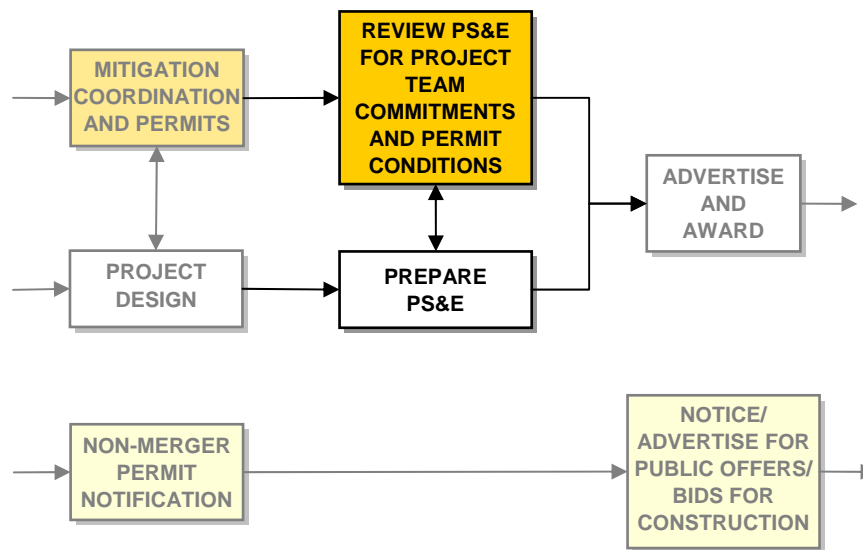 MITIGATION
COORDINATION
AND PERMITS
REVIEW PS&E
FOR PROJECT
TEAM
COMMITMENTS
AND PERMIT
CONDITIONS
ADVERTISE
AND
AWARD
PROJECT
DESIGN
PREPARE
PS&E
NON-MERGER
PERMIT
NOTIFICATION
NOTICE/
ADVERTISE FOR
PUBLIC OFFERS/
BIDS FOR
CONSTRUCTION